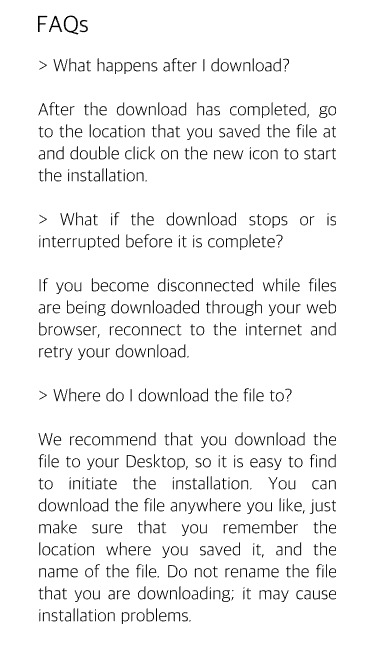 FAQs
> What happens after I download?
After the download has completed, go
to the location that you saved the file at
and double click on the new icon to start
the installation.
> What if the download stops or is
interrupted before it is complete?
If you become disconnected while files
are being downloaded through your web
browser, reconnect to the internet and
retry your download.
> Where do I download the file to?
We recommend that you download the
file to your Desktop, so it is easy to find
to initiate the installation. You can
download the file anywhere you like, just
make sure that you remember the
location where you saved it, and the
name of the file. Do not rename the file
that you are downloading; it may cause
installation problems.